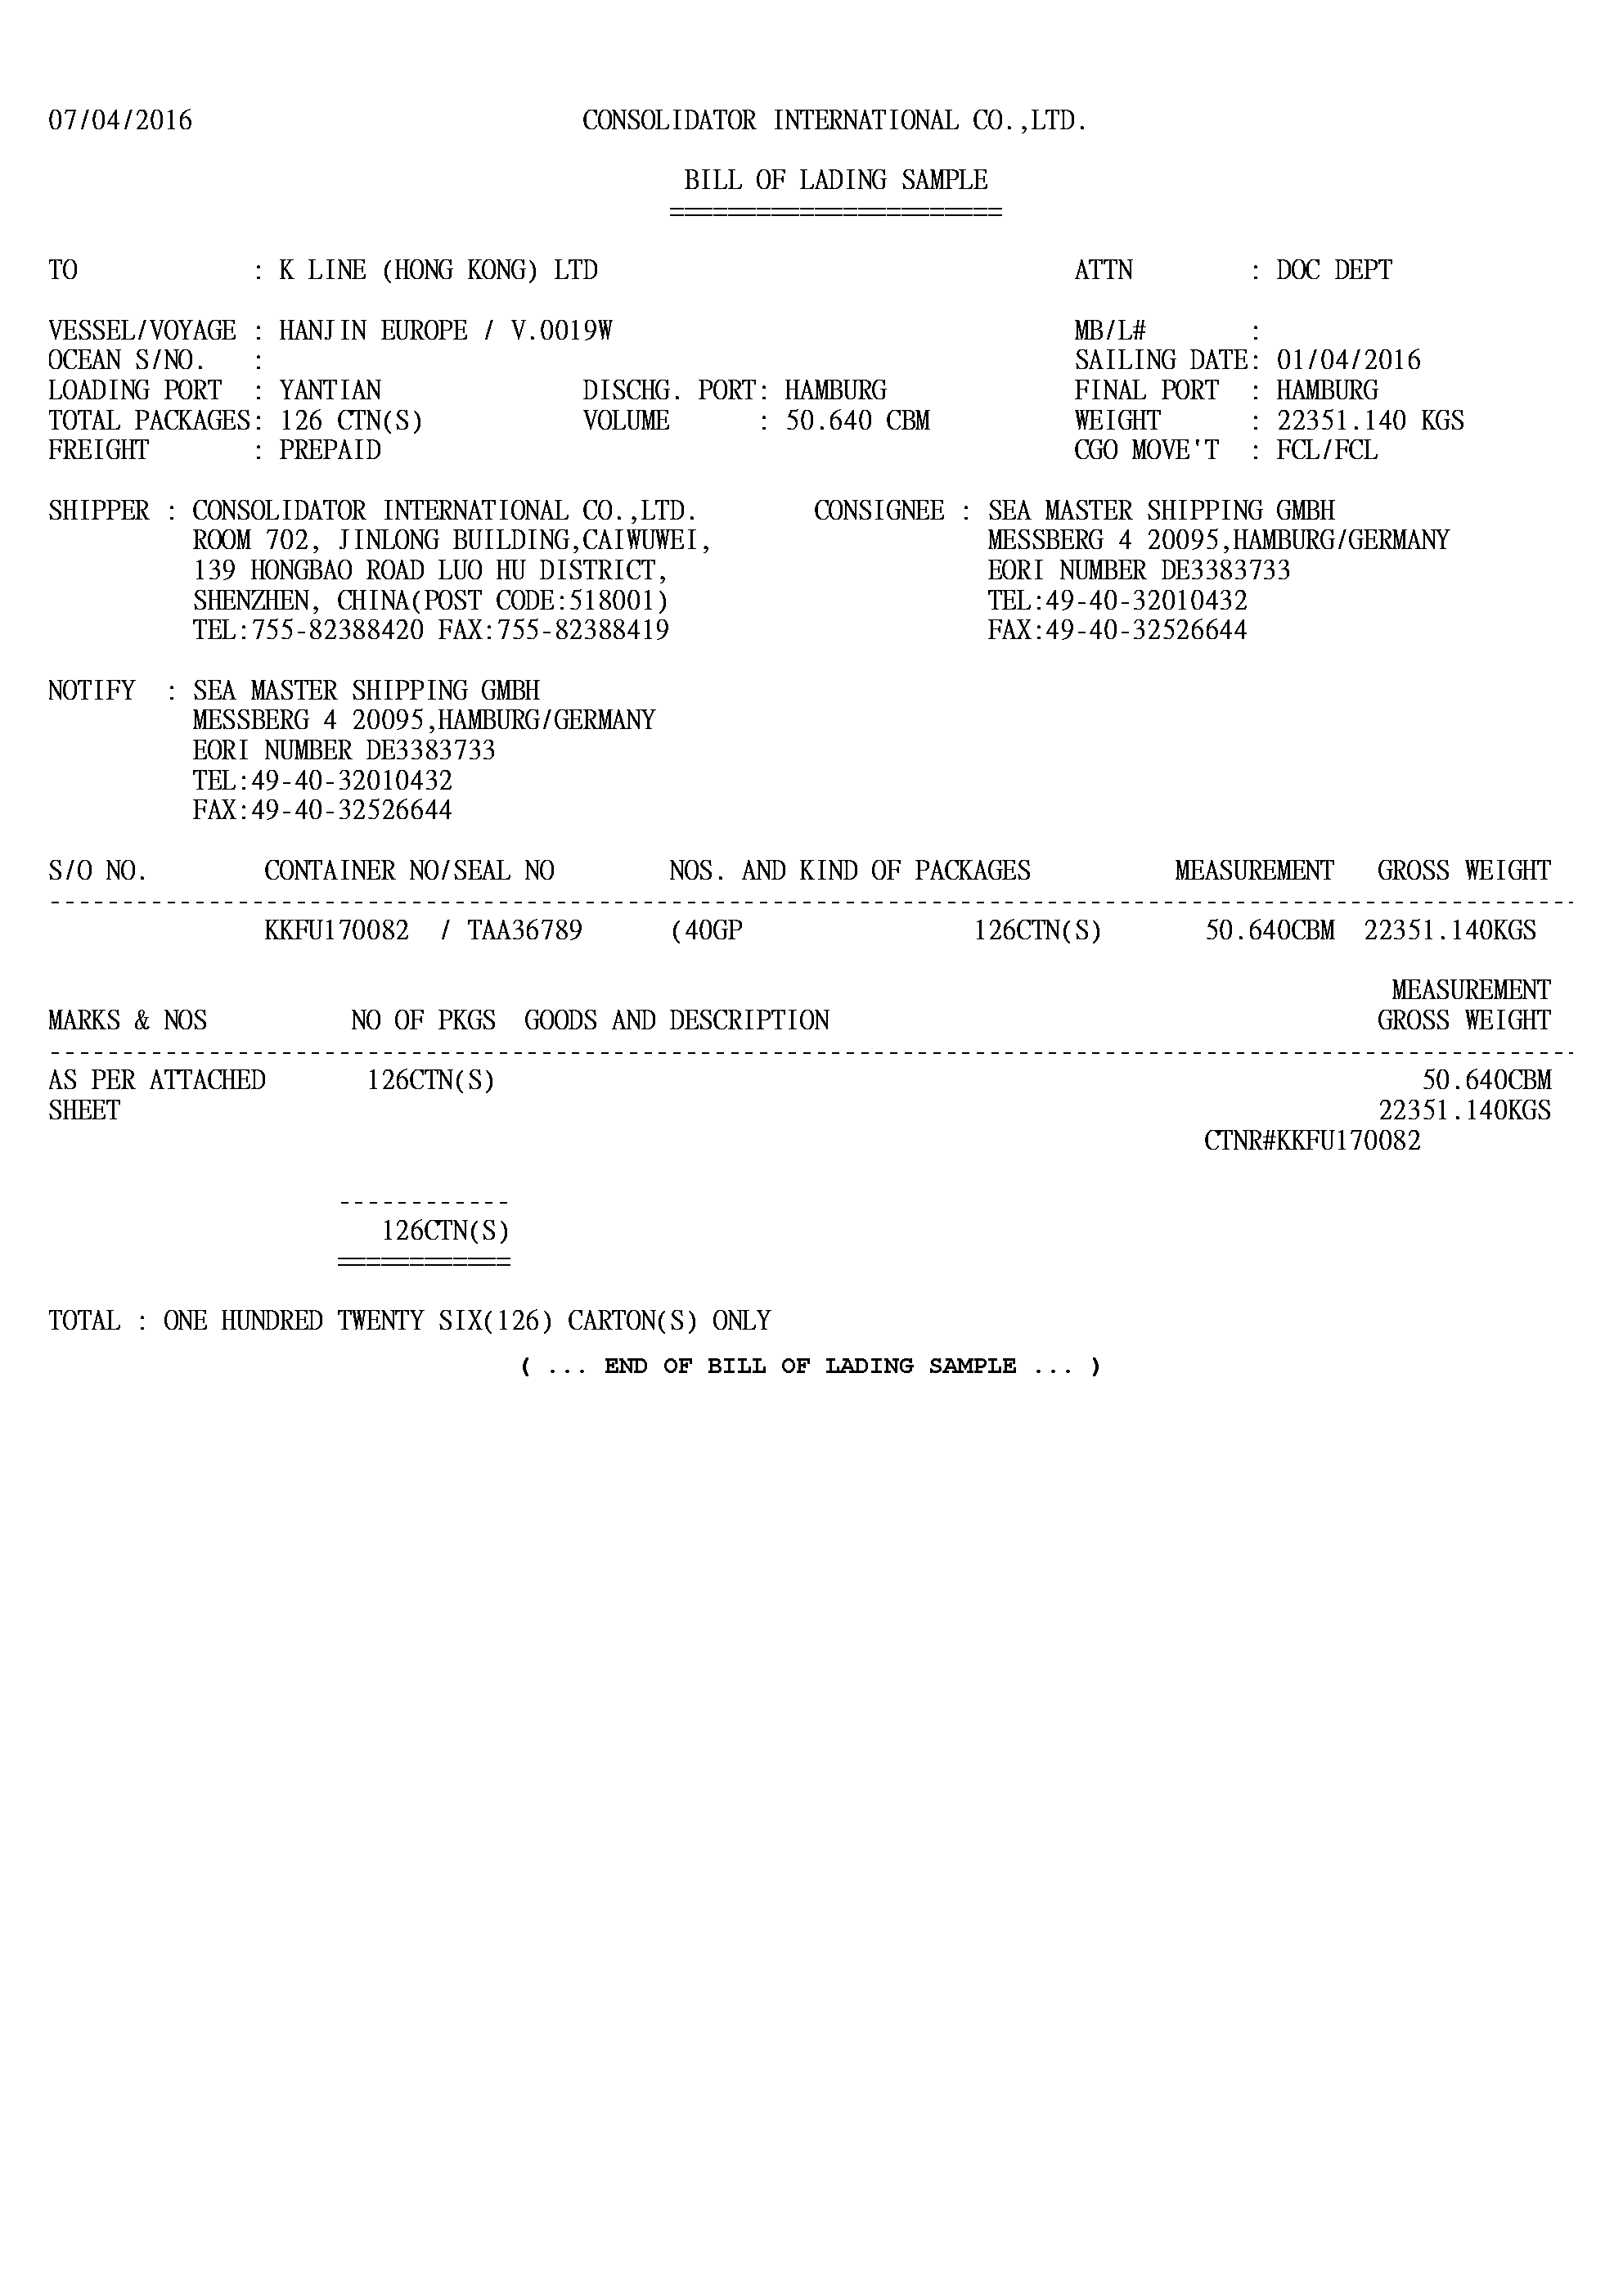 07/04/2016 CONSOLIDATOR INTERNATIONAL CO.,LTD.
BILL OF LADING SAMPLE
=======================
TO : K LINE (HONG KONG) LTD ATTN : DOC DEPT
VESSEL/VOYAGE : HANJIN EUROPE / V.0019W MB/L# :
OCEAN S/NO. : SAILING DATE: 01/04/2016
LOADING PORT : YANTIAN DISCHG. PORT: HAMBURG FINAL PORT : HAMBURG
TOTAL PACKAGES: 126 CTN(S) VOLUME : 50.640 CBM WEIGHT : 22351.140 KGS
FREIGHT : PREPAID CGO MOVE'T : FCL/FCL
SHIPPER : CONSOLIDATOR INTERNATIONAL CO.,LTD. CONSIGNEE : SEA MASTER SHIPPING GMBH
ROOM 702, JINLONG BUILDING,CAIWUWEI, MESSBERG 4 20095,HAMBURG/GERMANY
139 HONGBAO ROAD LUO HU DISTRICT, EORI NUMBER DE3383733
SHENZHEN, CHINA(POST CODE:518001) TEL:49-40-32010432
TEL:755-82388420 FAX:755-82388419 FAX:49-40-32526644
NOTIFY : SEA MASTER SHIPPING GMBH
MESSBERG 4 20095,HAMBURG/GERMANY
EORI NUMBER DE3383733
TEL:49-40-32010432
FAX:49-40-32526644
S/O NO. CONTAINER NO/SEAL NO NOS. AND KIND OF PACKAGES MEASUREMENT GROSS WEIGHT
KKFU170082 / TAA36789 (40GP 126CTN(S) 50.640CBM 22351.140KGS
MEASUREMENT
MARKS & NOS NO OF PKGS GOODS AND DESCRIPTION GROSS WEIGHT
AS PER ATTACHED 126CTN(S) 50.640CBM
SHEET 22351.140KGS
CTNR#KKFU170082
------------
126CTN(S)
============
TOTAL : ONE HUNDRED TWENTY SIX(126) CARTON(S) ONLY
( ... END OF BILL OF LADING SAMPLE ... )